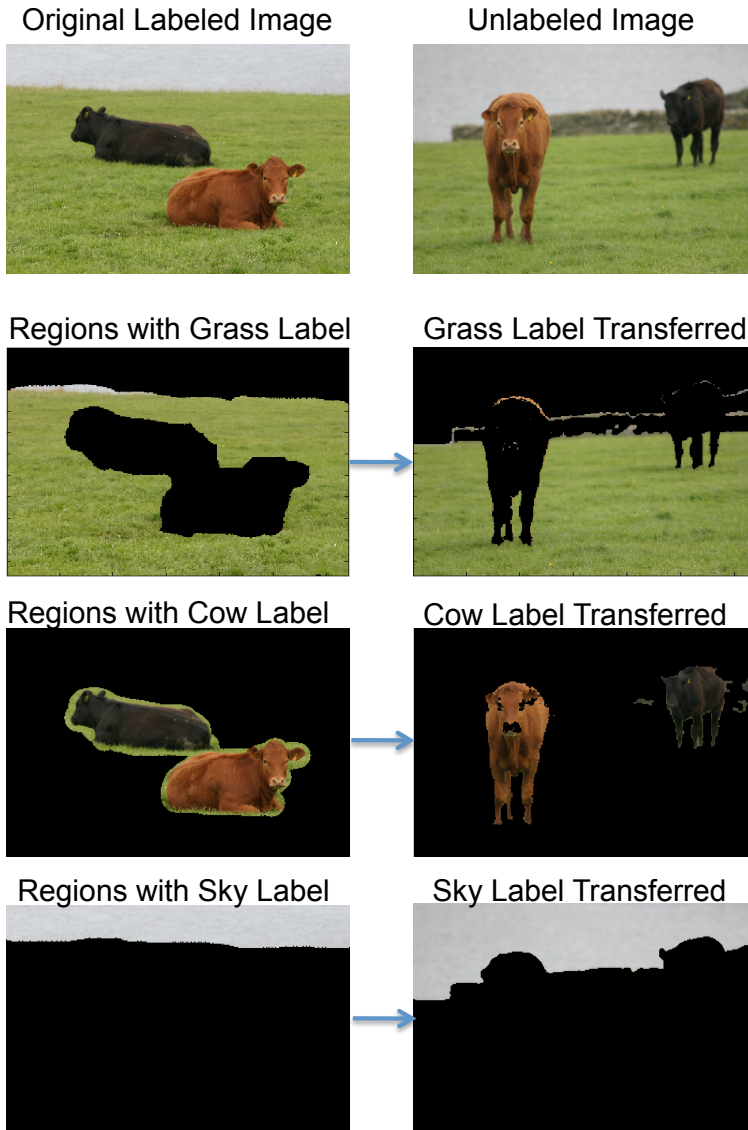 Original Labeled Image
Unlabeled Image
Regions with Grass Label
Grass Label Transferred
Regions with Cow Label
Cow Label Transferred
Regions with Sky Label
Sky Label Transferred